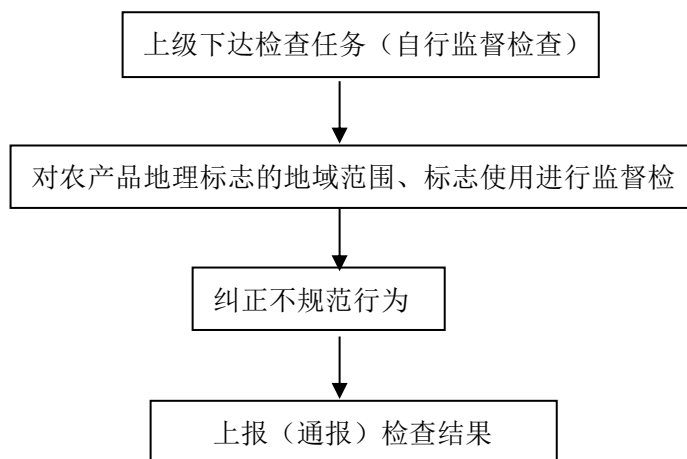 上级下达检查任务（自行监督检查）
对农产品地理标志的地域范围、标志使用进行监督检
纠正不规范行为
上报（通报）检查结果